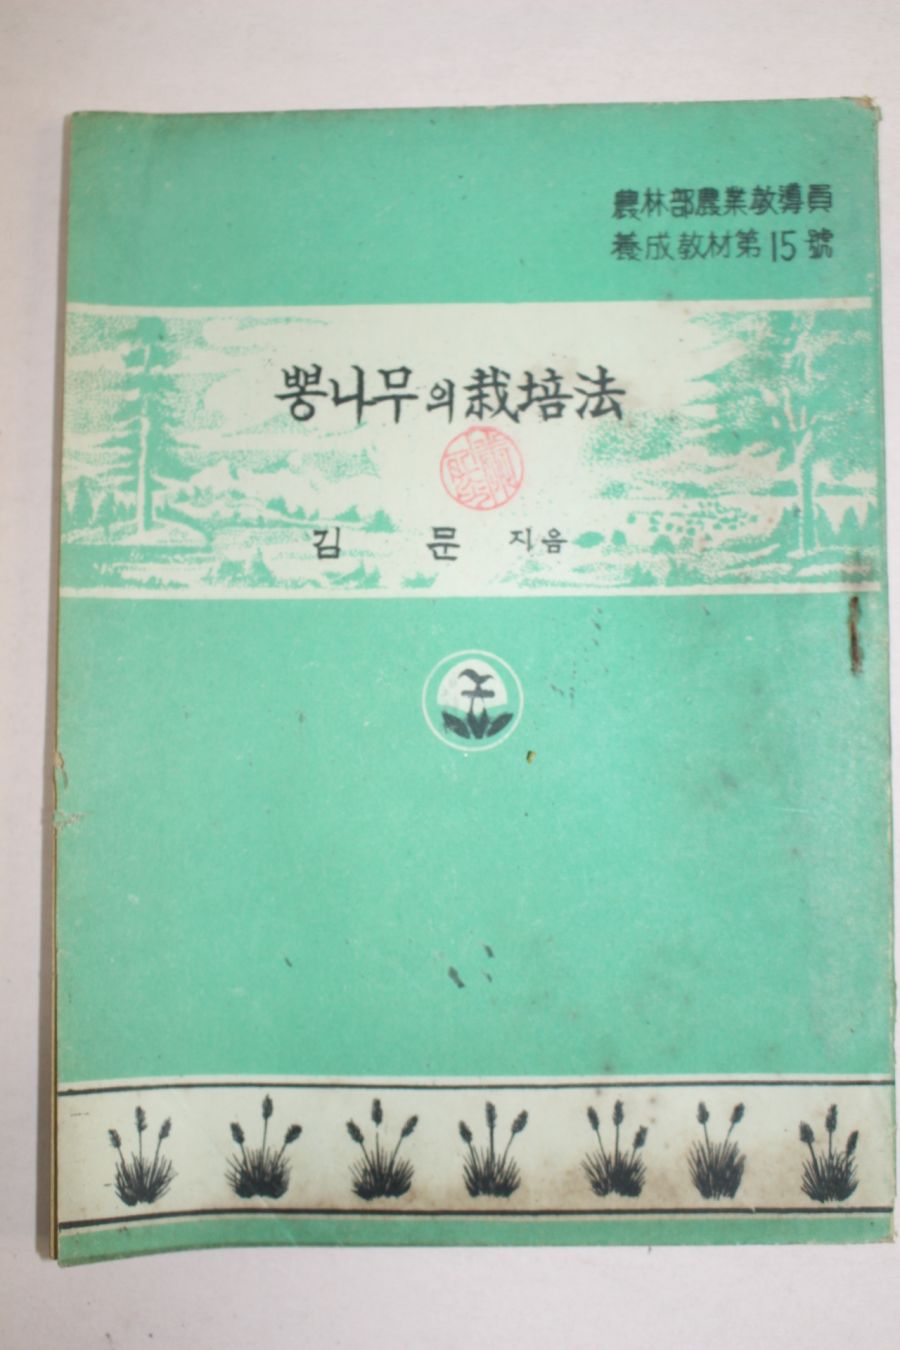 農林部農業敎導員
養成敎材第15號
뽕나무의栽培法
김 문 지음